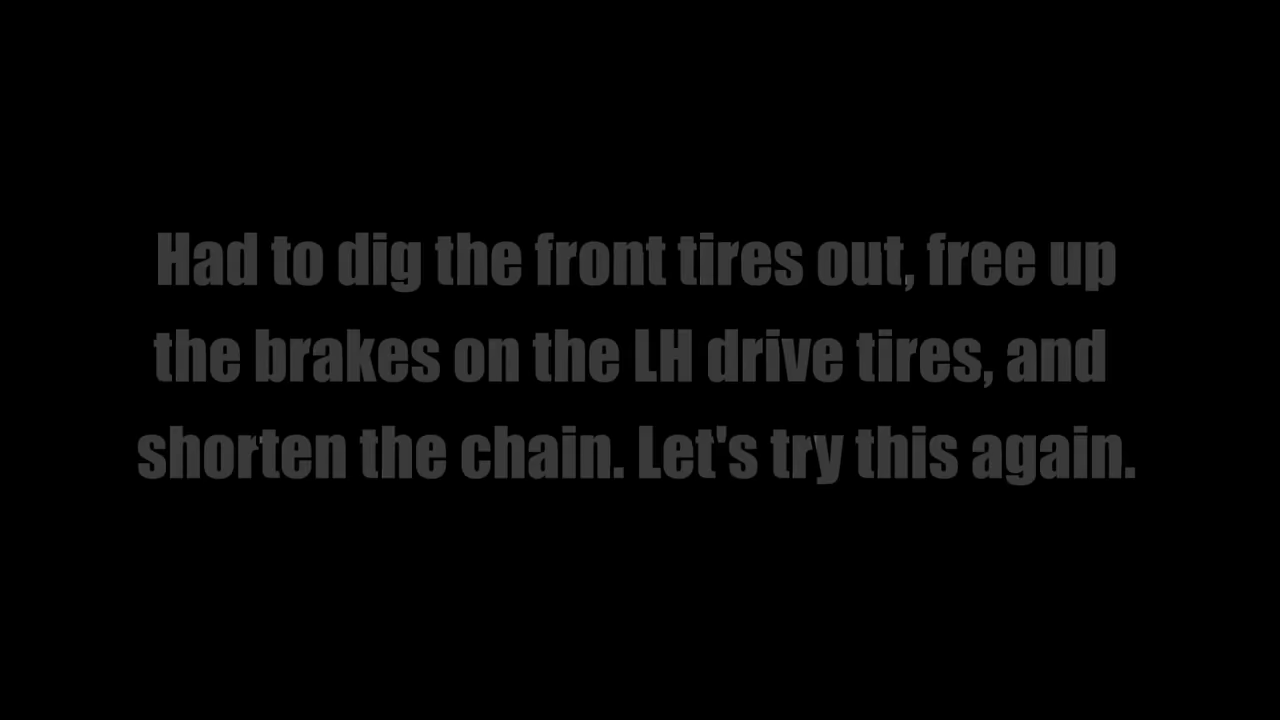 Had to dig the front tires out, free up
the brakes on the LH drive tires, and
shorten the chain. Let's try this again.